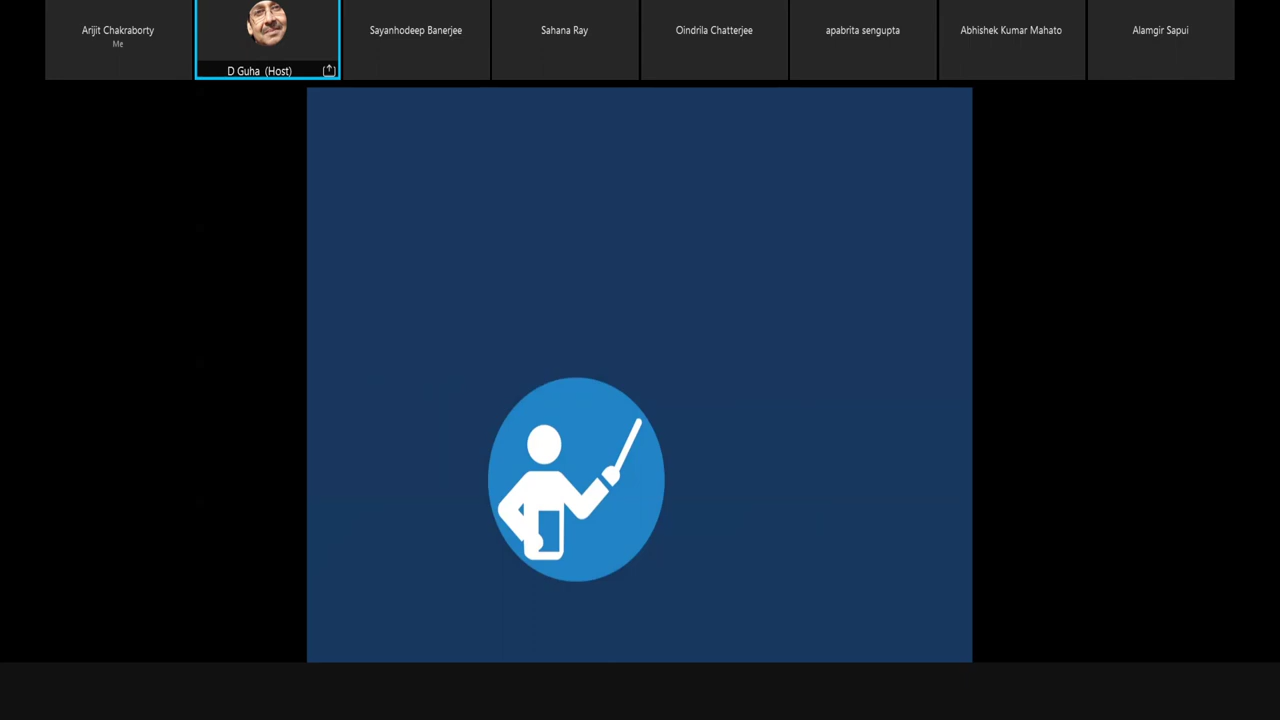 Arijit Chakraborty
Me
D Guha (Host)
Sayanhodeep Banerjee
Sahana Ray
Oindrila Chatterjee
apabrita sengupta
Abhishek Kumar Mahato
Alamgir Sapui